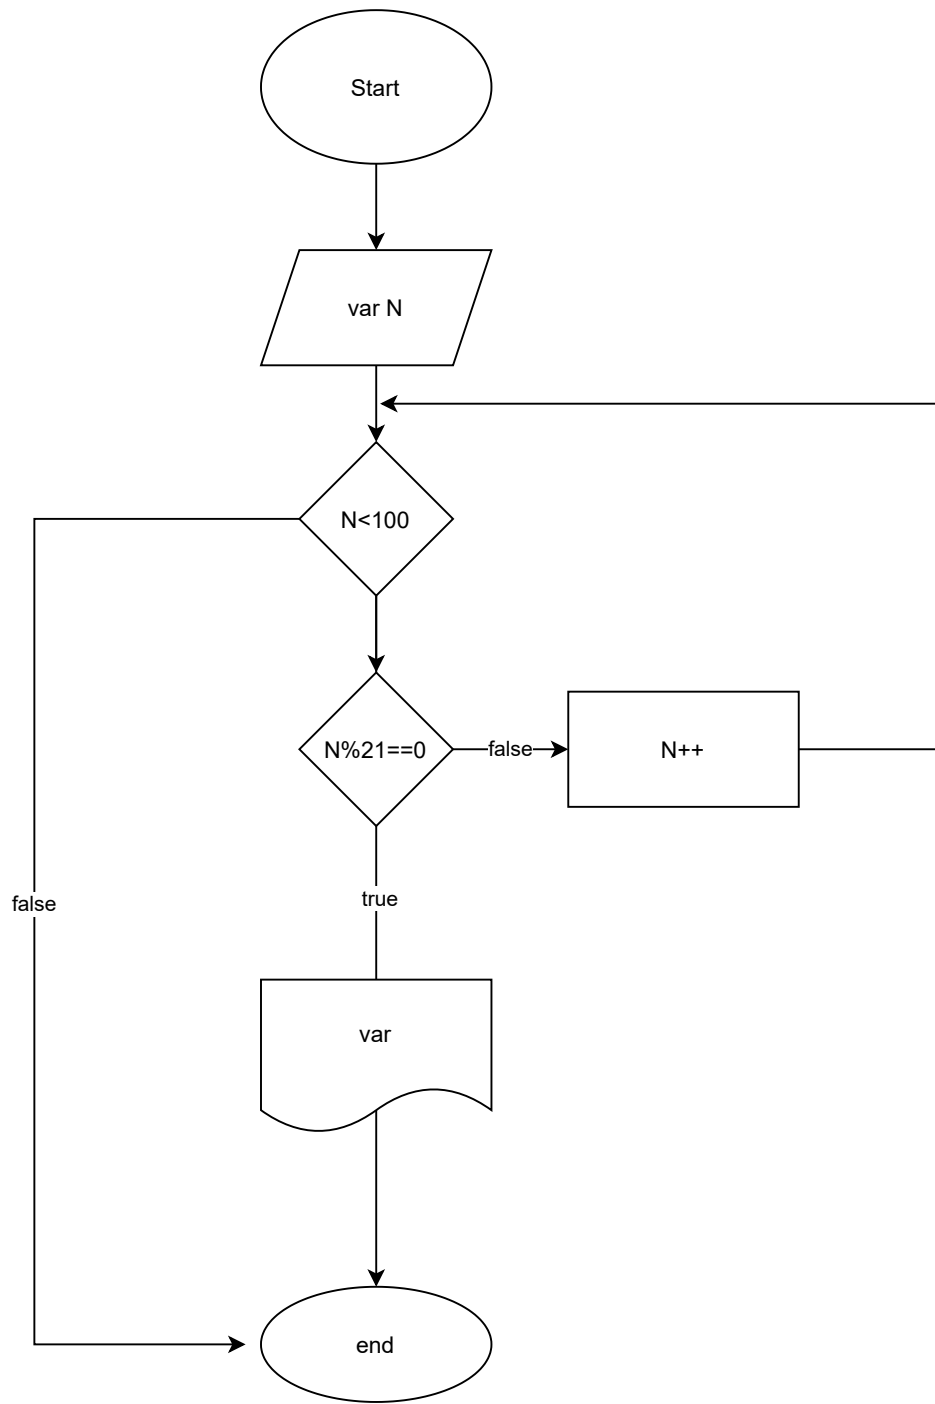 Start
var N
N<100
N%21==0
false
N++
true
false
var
end